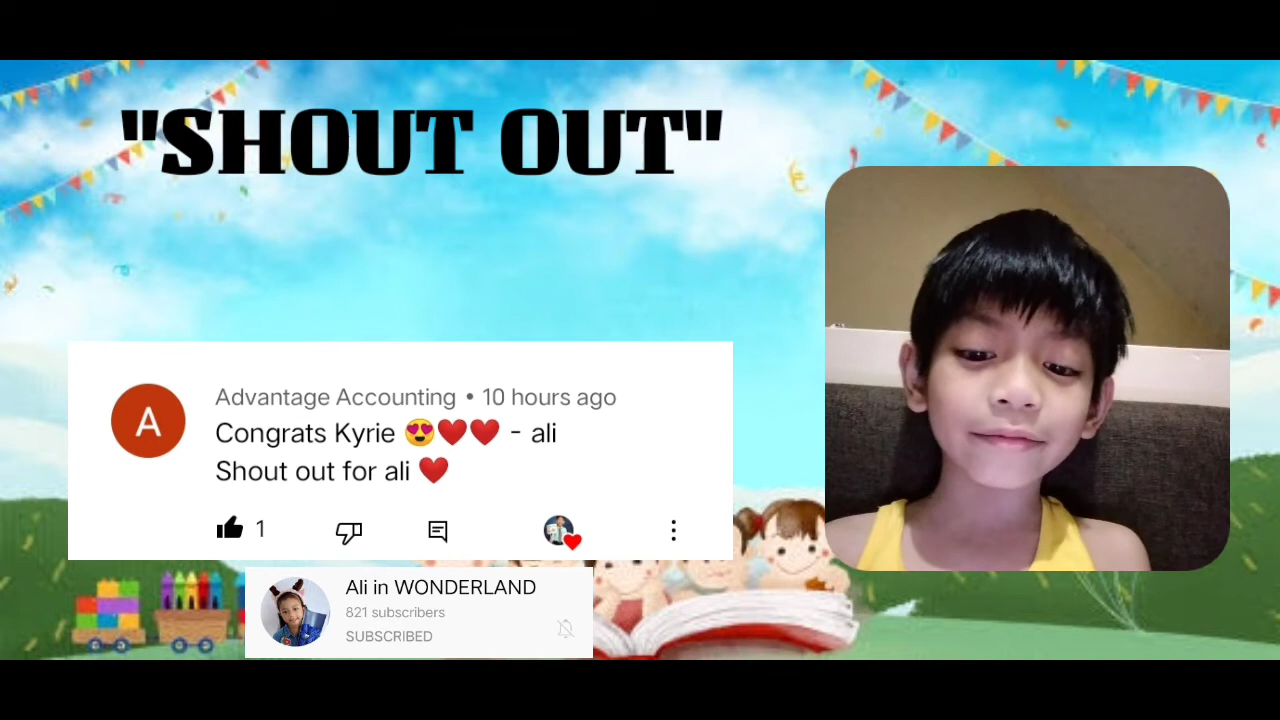 "SHOUT OUT"
A
Advantage Accounting • 10 hours ago
Congrats Kyrie 😍❤️❤️ - ali
Shout out for ali ❤️
1
Ali in WONDERLAND
821 subscribers
SUBSCRIBED